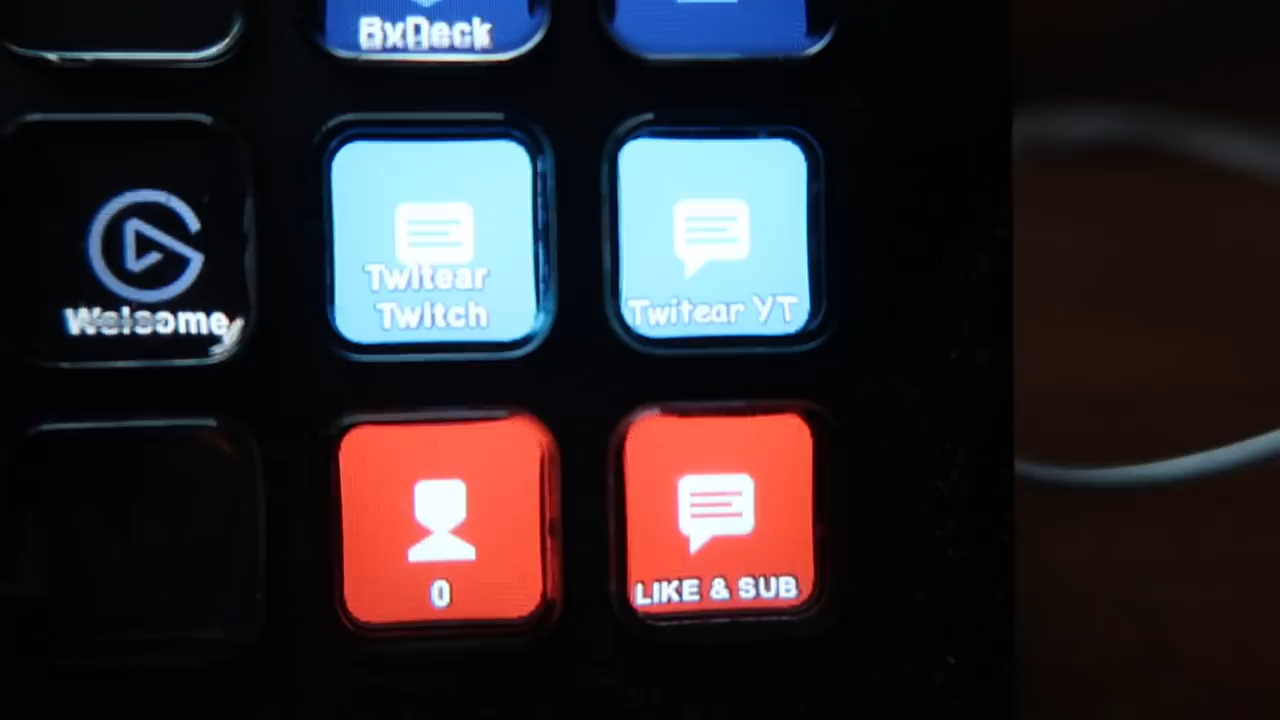 BxDeck
Welcome
Twitear
Twitch
Twitear YT
0
LIKE & SUB